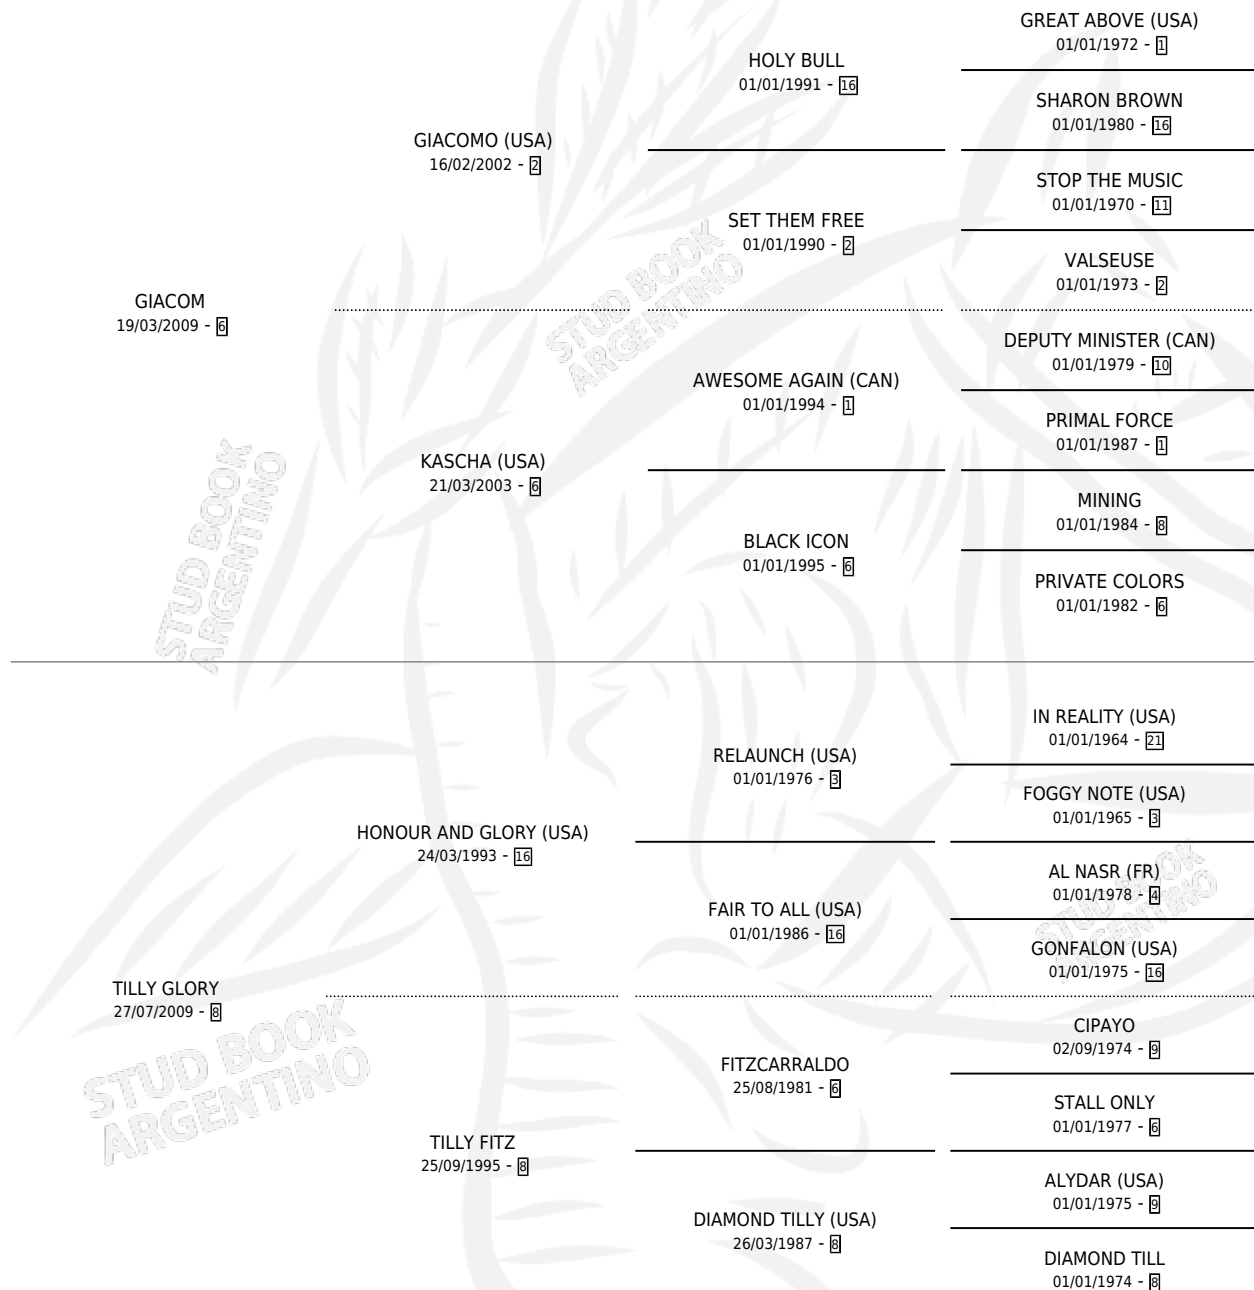 GREAT ABOVE (USA)
01/01/1972 - 1
HOLY BULL
01/01/1991 - 16
SHARON BROWN
01/01/1980 - 16
GIACOMO (USA)
16/02/2002 - 2
STOP THE MUSIC
01/01/1970 - 11
SET THEM FREE
01/01/1990 - 2
VALSEUSE
01/01/1973 - 2
GIACOM
19/03/2009 - 6
DEPUTY MINISTER (CAN)
01/01/1979 - 10
AWESOME AGAIN (CAN)
01/01/1994 - 1
PRIMAL FORCE
01/01/1987 - 1
KASCHA (USA)
21/03/2003 - 6
MINING
01/01/1984 - 8
BLACK ICON
01/01/1995 - 6
PRIVATE COLORS
01/01/1982 - 6
IN REALITY (USA)
01/01/1964 - 21
RELAUNCH (USA)
01/01/1976 - 3
FOGGY NOTE (USA)
01/01/1965 - 3
HONOUR AND GLORY (USA)
24/03/1993 - 16
AL NASR (FR)
01/01/1978 - 4
FAIR TO ALL (USA)
01/01/1986 - 16
GONFALON (USA)
01/01/1975 - 16
TILLY GLORY
27/07/2009 - 8
CIPAYO
02/09/1974 - 9
FITZCARRALDO
25/08/1981 - 6
STALL ONLY
01/01/1977 - 6
TILLY FITZ
25/09/1995 - 8
ALYDAR (USA)
01/01/1975 - 9
DIAMOND TILLY (USA)
26/03/1987 - 8
DIAMOND TILL
01/01/1974 - 8
STUD BOOK
ARGENTINO
STUD BOOK
ARGENTINO
STUD BOOK
ARGENTINO
STUD BOOK
ARGENTINO